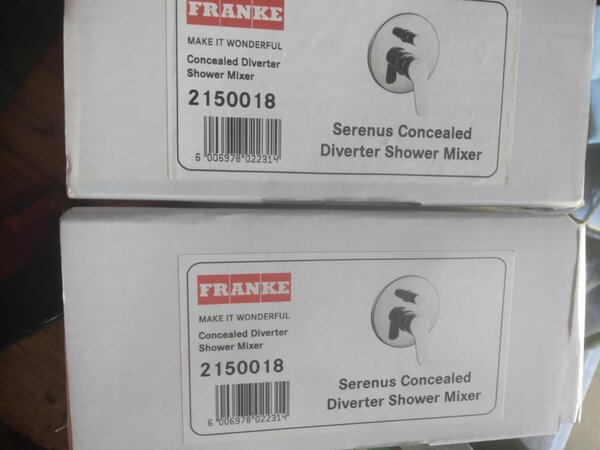 FRANKE
MAKE IT WONDERFUL
Concealed Diverter
Shower Mixer
2150018
6 006978 022314
Serenus Concealed
Diverter Shower Mixer
FRANKE
MAKE IT WONDERFUL
Concealed Diverter
Shower Mixer
2150018
6 006978 022314
Serenus Concealed
Diverter Shower Mixer